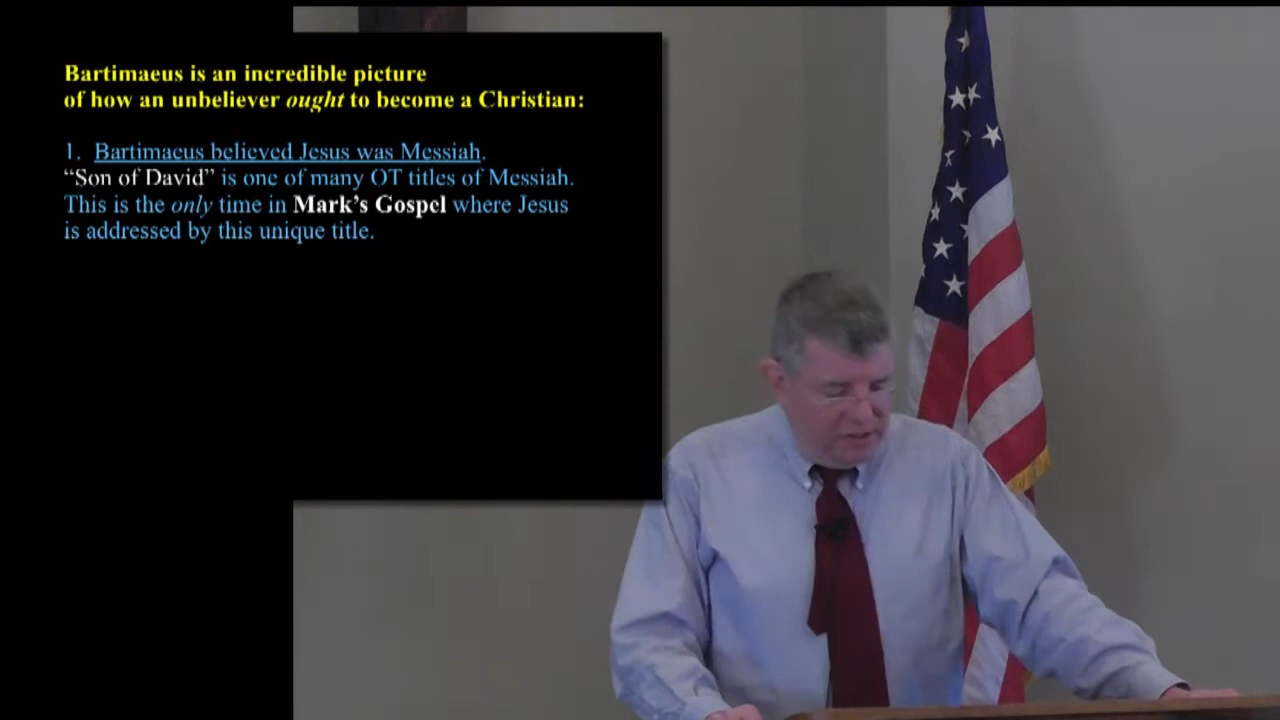 Bartimaeus is an incredible picture
of how an unbeliever ought to become a Christian:
1. Bartimaeus believed Jesus was Messiah.
“Son of David” is one of many OT titles of Messiah.
This is the only time in Mark’s Gospel where Jesus
is addressed by this unique title.